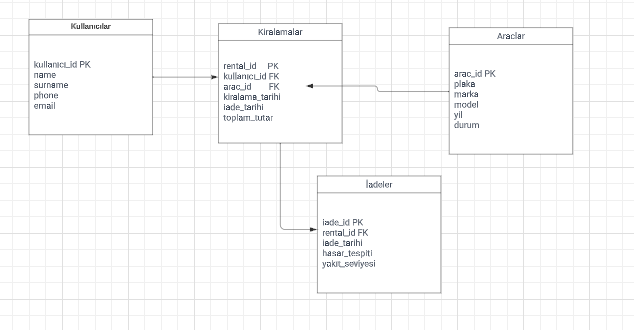 Kullanıcılar
kullanıcı_id PK
name
surname
phone
email
Kiralamalar
rental_id PK
kullanıcı_id FK
arac_id FK
kiralama_tarihi
iade_tarihi
toplam_tutar
Araclar
arac_id PK
plaka
marka
model
yil
durum
İadeler
iade_id PK
rental_id FK
iade_tarihi
hasar_tespiti
yakıt_seviyesi